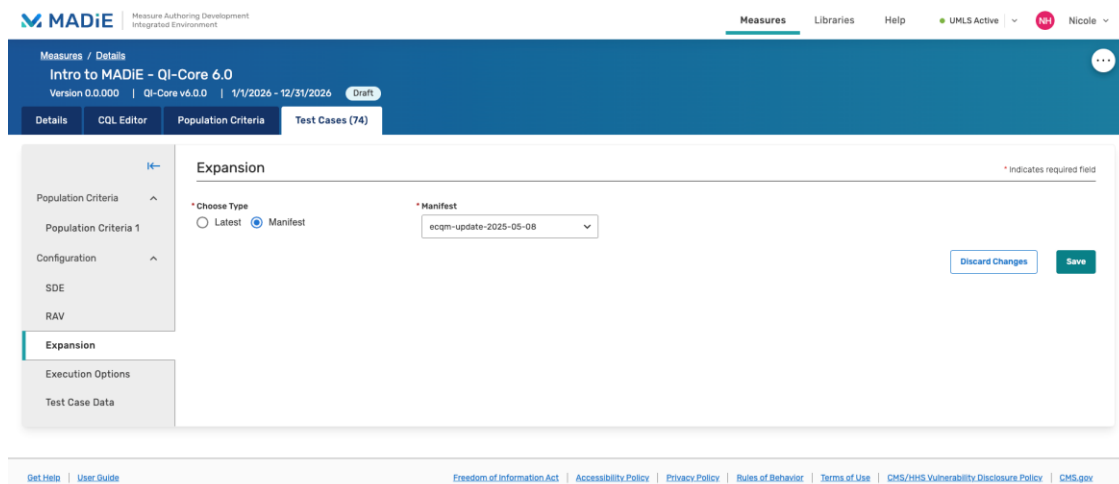 MADiE
Measure Authoring Development
Integrated Environment
Measures Libraries Help UMLS Active NH Nicole
Measures / Details
Intro to MADiE - QI-Core 6.0
Version 0.0.000 | QI-Core v6.0.0 | 1/1/2026 - 12/31/2026 Draft
Details CQL Editor Population Criteria Test Cases (74)
Expansion
* Indicates required field
Population Criteria
Population Criteria 1
Configuration
SDE
RAV
Expansion
Execution Options
Test Case Data
* Choose Type
Latest Manifest
* Manifest
ecqm-update-2025-05-08
Discard Changes Save
Get Help | User Guide
Freedom of Information Act | Accessibility Policy | Privacy Policy | Rules of Behavior | Terms of Use | CMS/HHS Vulnerability Disclosure Policy | CMS.gov